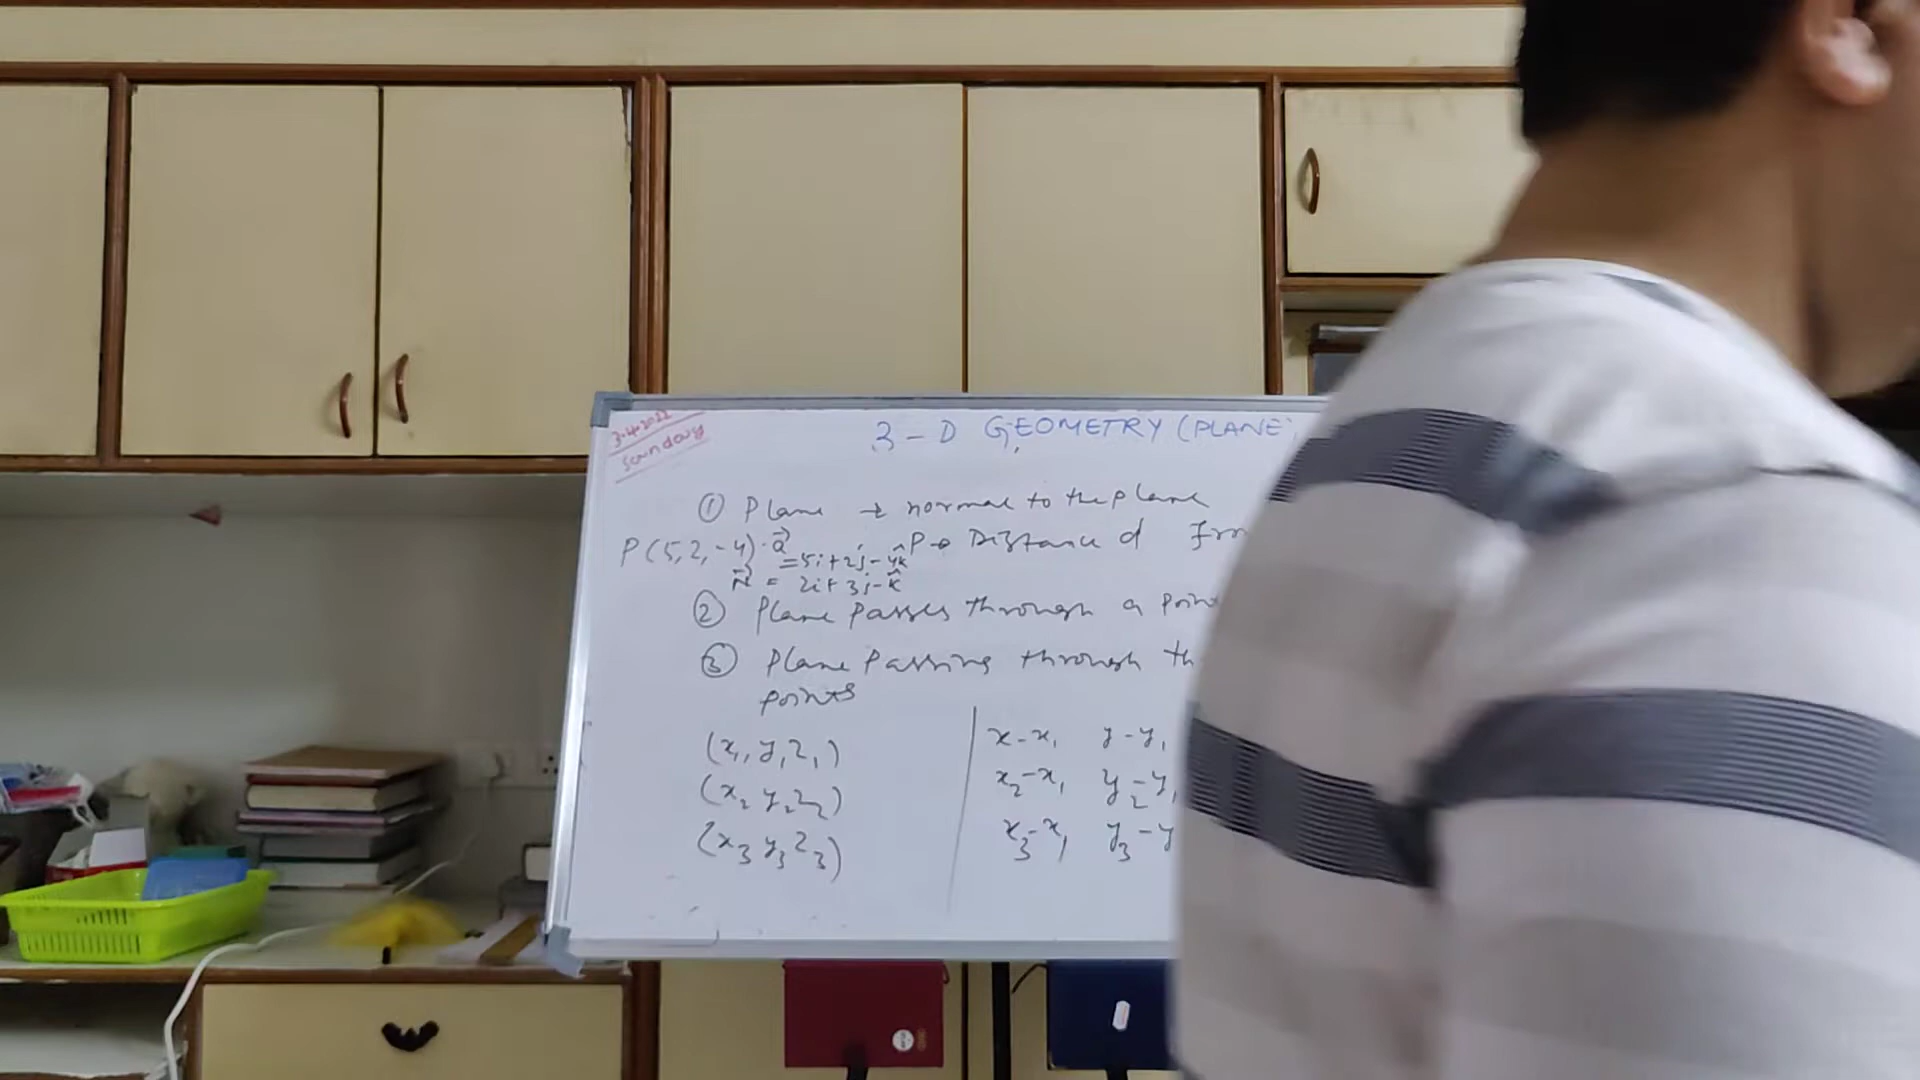 3.4.2022
Sunday
3-D GEOMETRY (PLANE)
① Plane → normal to the plane
P → Distance d from
P(5,2,-4) · a⃗ = 5i+2j-4k̂
N⃗ = 2i+3j-k̂
② Plane passes through a point
③ Plane Passing through th
points
(x₁, y₁ z₁)
(x₂ y₂ z₂)
(x₃ y₃ z₃)
x-x₁ y-y₁
x₂-x₁ y₂-y₁
x₃-x₁ y₃-y